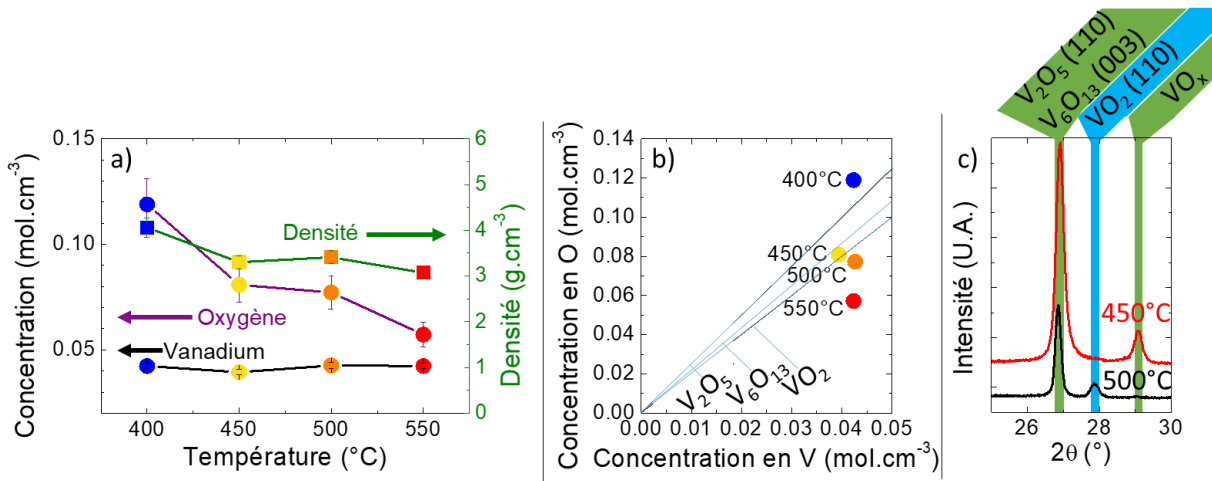 a)
Concentration (mol.cm⁻³)
0.15
0.10
0.05
6
5
4
3
2
1
0
Densité (g.cm⁻³)
Densité
Oxygène
Vanadium
400 450 500 550
Température (°C)
b)
Concentration en O (mol.cm⁻³)
0.14
0.12
0.10
0.08
0.06
0.04
0.02
0.00
400°C
450°C
500°C
550°C
V₂O₅
V₆O₁₃
VO₂
0.00 0.01 0.02 0.03 0.04 0.05
Concentration en V (mol.cm⁻³)
V₂O₅ (110)
V₆O₁₃ (003)
VO₂ (110)
VOₓ
c)
Intensité (U.A.)
450°C
500°C
26 28 30
2θ (°)